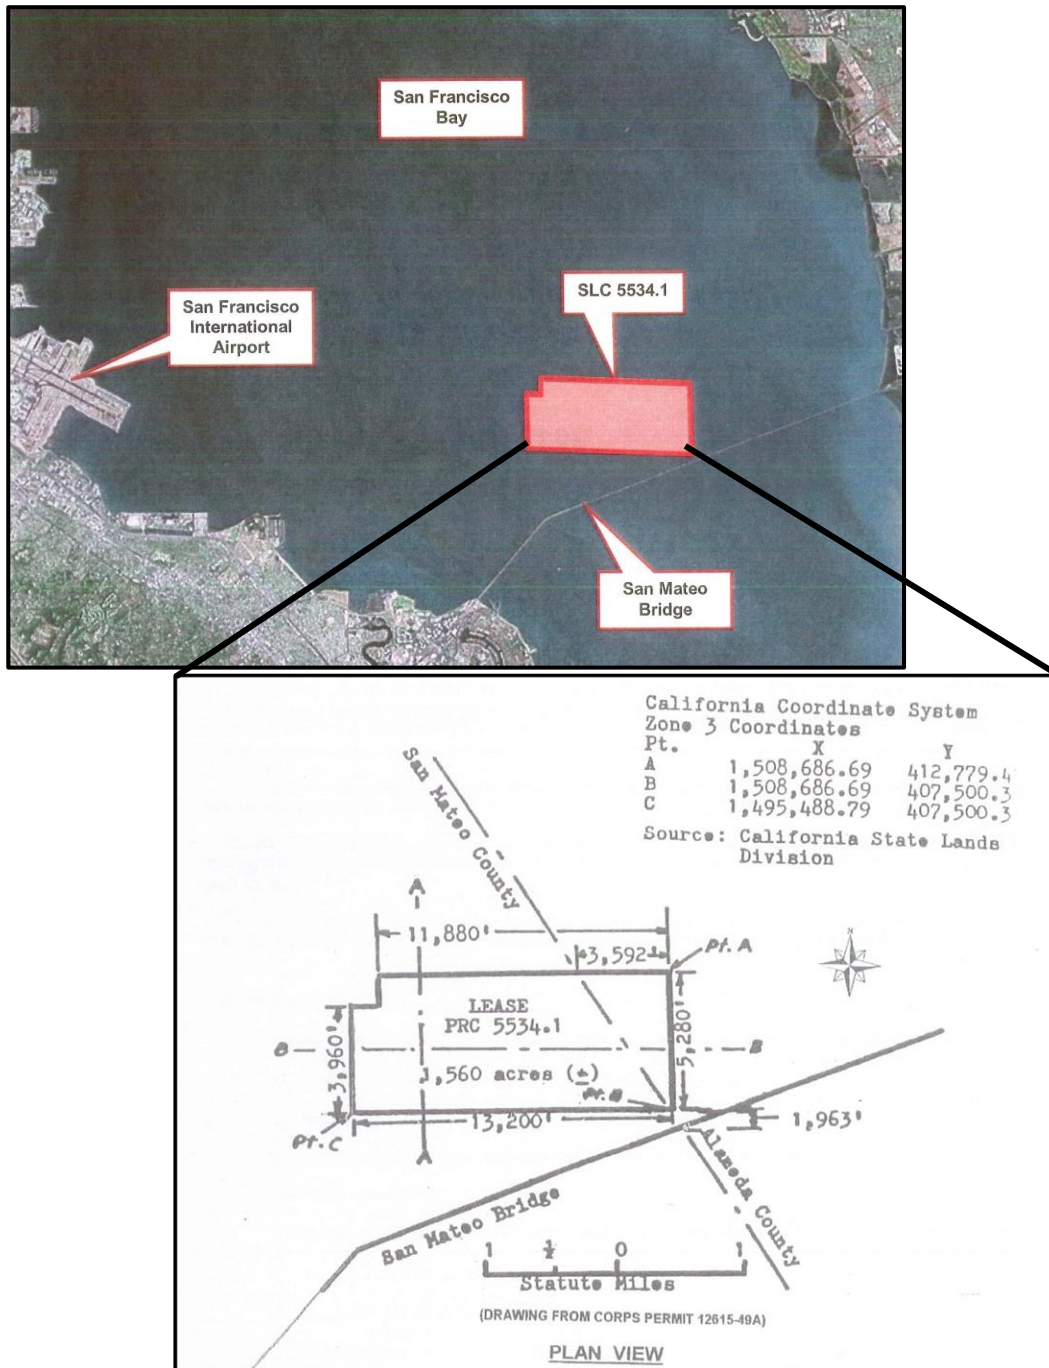 San Francisco
Bay
SLC 5534.1
San Francisco
International
Airport
San Mateo
Bridge
California Coordinate System
Zone 3 Coordinates
Pt. X Y
A 1,508,686.69 412,779.4
B 1,508,686.69 407,500.3
C 1,495,488.79 407,500.3
Source: California State Lands
Division
San Mateo County
N
A
11,880'
3,592'
Pt. A
LEASE
PRC 5534.1
3,960'
5,280'
B
B
1,560 acres (±)
Pt. B
13,200'
1,963'
Pt. C
A
Alameda County
San Mateo Bridge
1 ½ 0 1
Statute Miles
(DRAWING FROM CORPS PERMIT 12615-49A)
PLAN VIEW